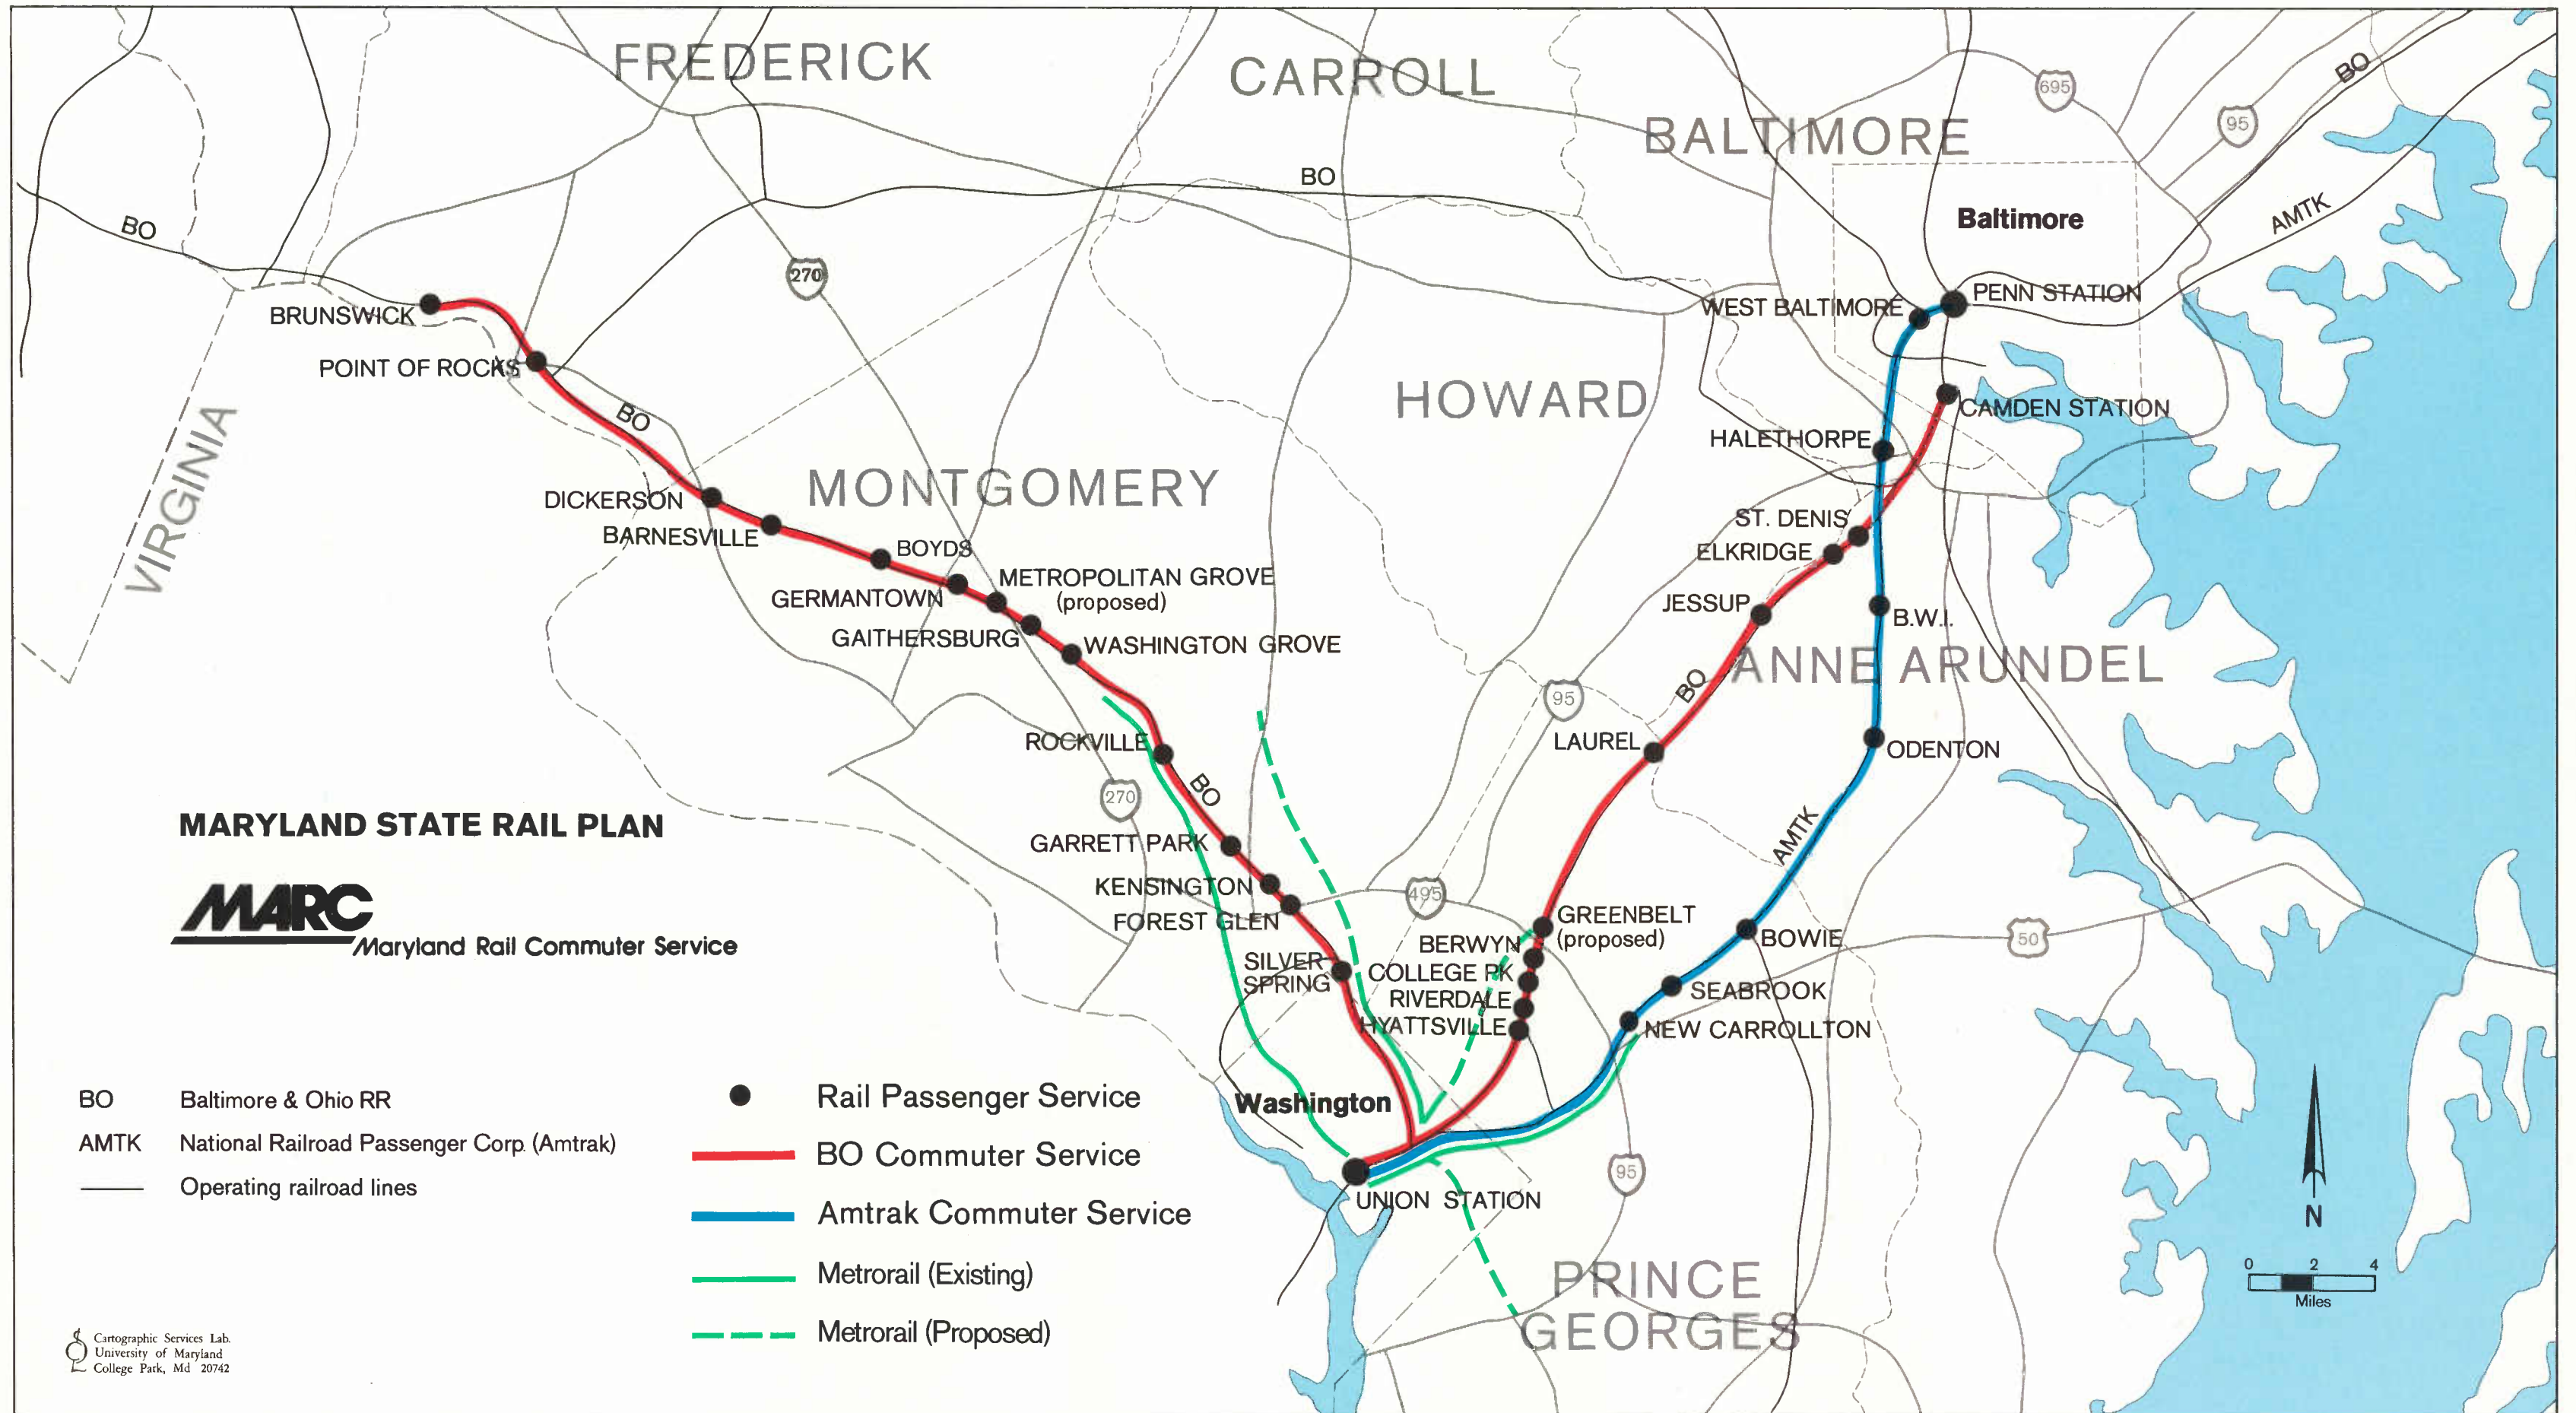 FREDERICK
CARROLL
BALTIMORE
695
95
BO
BO
BO
AMTK
Baltimore
270
BRUNSWICK
PENN STATION
WEST BALTIMORE
POINT OF ROCKS
BO
HOWARD
CAMDEN STATION
HALETHORPE
VIRGINIA
MONTGOMERY
DICKERSON
BARNESVILLE
BOYDS
ST. DENIS
ELKRIDGE
METROPOLITAN GROVE
(proposed)
GERMANTOWN
JESSUP
B.W.I.
GAITHERSBURG
WASHINGTON GROVE
ANNE ARUNDEL
BO
95
ROCKVILLE
LAUREL
ODENTON
BO
270
MARYLAND STATE RAIL PLAN
AMTK
GARRETT PARK
KENSINGTON
495
FOREST GLEN
GREENBELT
(proposed)
MARC
Maryland Rail Commuter Service
BERWYN
BOWIE
50
SILVER
SPRING
COLLEGE PK
SEABROOK
RIVERDALE
HYATTSVILLE
NEW CARROLLTON
BO Baltimore & Ohio RR
AMTK National Railroad Passenger Corp. (Amtrak)
Operating railroad lines
Rail Passenger Service
BO Commuter Service
Amtrak Commuter Service
Metrorail (Existing)
Metrorail (Proposed)
Washington
95
UNION STATION
N
PRINCE
GEORGES
0 2 4
Miles
Cartographic Services Lab.
University of Maryland
College Park, Md 20742